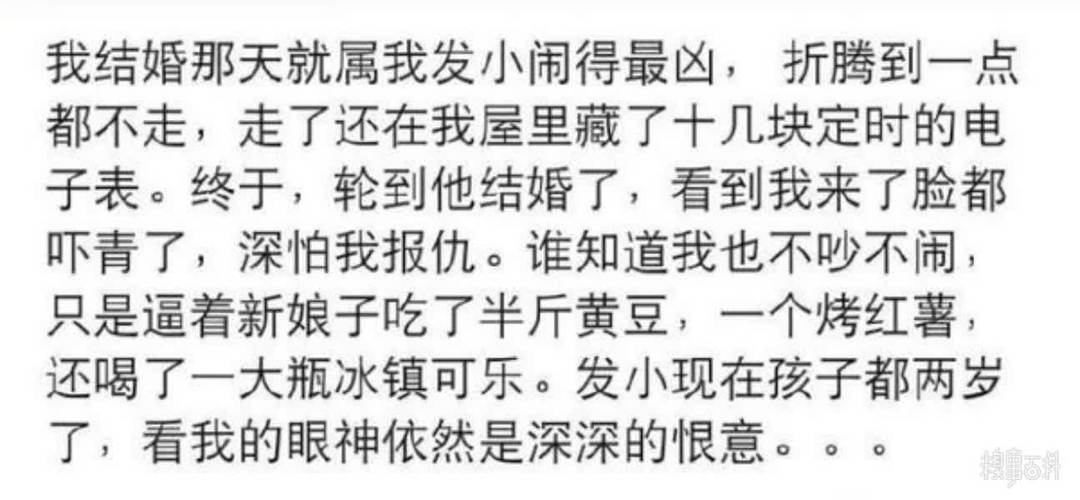 我结婚那天就属我发小闹得最凶， 折腾到一点
都不走，走了还在我屋里藏了十几块定时的电
子表。终于，轮到他结婚了，看到我来了脸都
吓青了，深怕我报仇。谁知道我也不吵不闹，
只是逼着新娘子吃了半斤黄豆，一个烤红薯，
还喝了一大瓶冰镇可乐。发小现在孩子都两岁
了，看我的眼神依然是深深的恨意。。。
百科